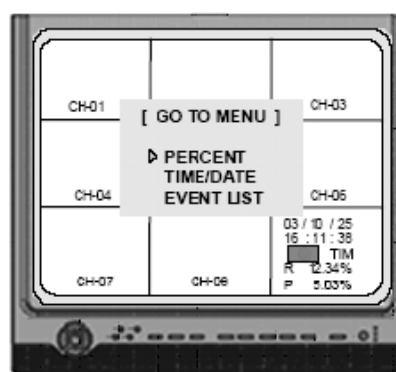 CH-01
CH-03
[ GO TO MENU ]
PERCENT
TIME/DATE
EVENT LIST
CH-04
CH-06
03 / 10 / 25
16 : 11 : 38
TIM
R 12.34%
P 5.03%
CH-07
CH-08